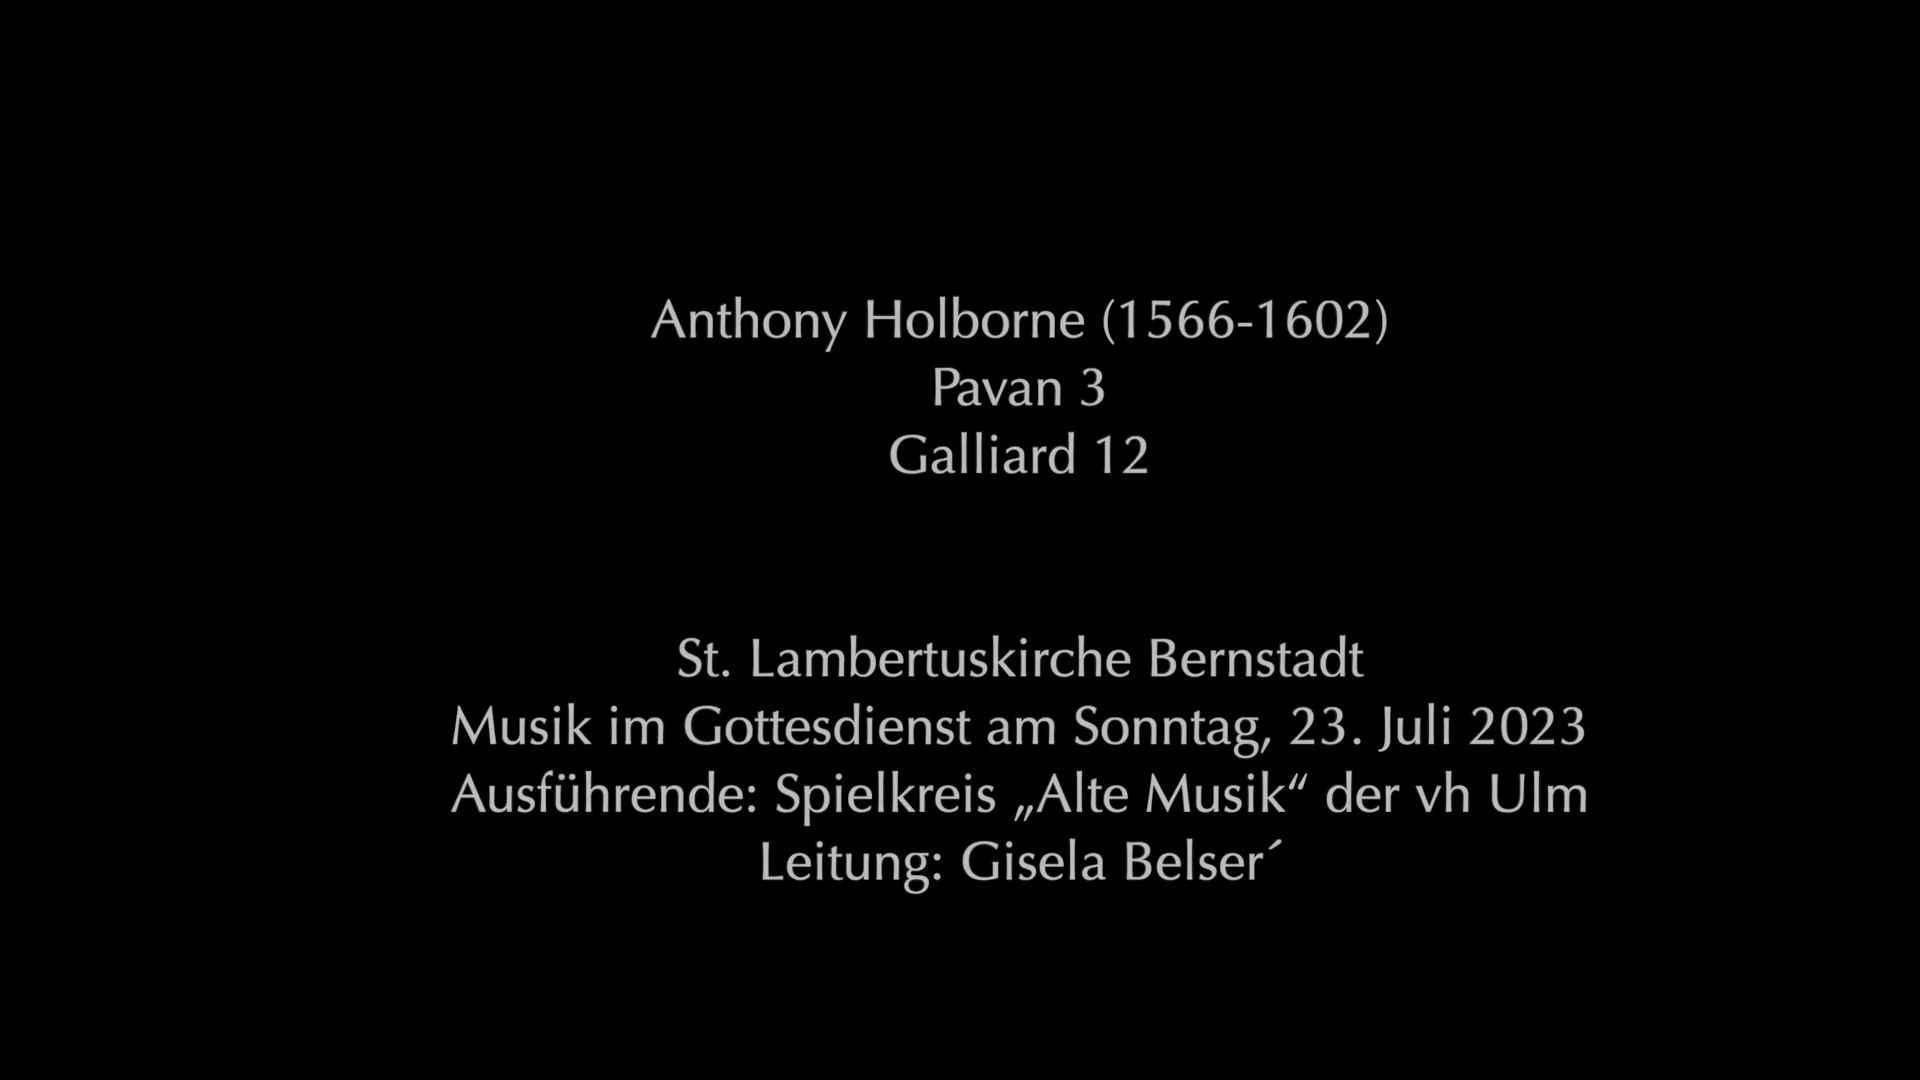 Anthony Holborne (1566-1602)
Pavan 3
Galliard 12
St. Lambertuskirche Bernstadt
Musik im Gottesdienst am Sonntag, 23. Juli 2023
Ausführende: Spielkreis „Alte Musik“ der vh Ulm
Leitung: Gisela Belser´